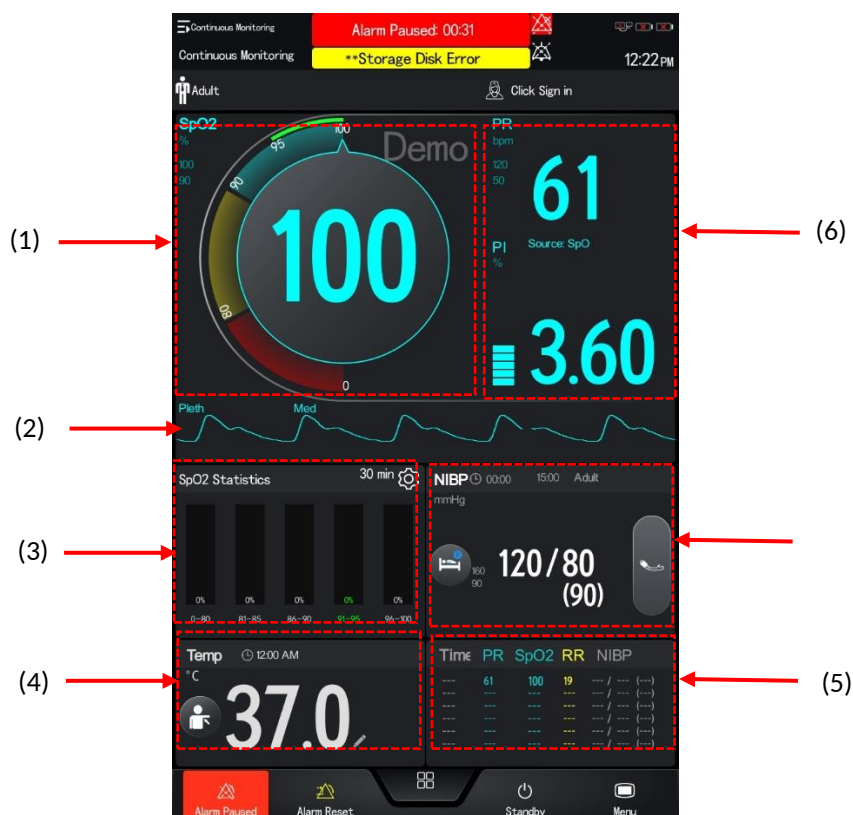 Continuous Monitoring
Alarm Paused: 00:31
Continuous Monitoring
**Storage Disk Error
12:22 PM
Adult
Click Sign in
SpO2
%
100
90
100
95
90
80
0
Demo
100
PR
bpm
120
50
61
PI
%
Source: SpO
3.60
(1)
(6)
Pleth
Med
(2)
SpO2 Statistics
30 min
0% 0% 0% 0% 0%
0-80 81-85 86-90 91-95 96-100
(3)
NIBP 00:00 15:00 Adult
mmHg
160
90
120/80
(90)
Temp 12:00 AM
°C
37.0
(4)
Time PR SpO2 RR NIBP
--- 61 100 19 --- / --- (---)
--- --- --- --- --- / --- (---)
--- --- --- --- --- / --- (---)
--- --- --- --- --- / --- (---)
--- --- --- --- --- / --- (---)
--- --- --- --- --- / --- (---)
(5)
Alarm Paused
Alarm Reset
Standby
Menu